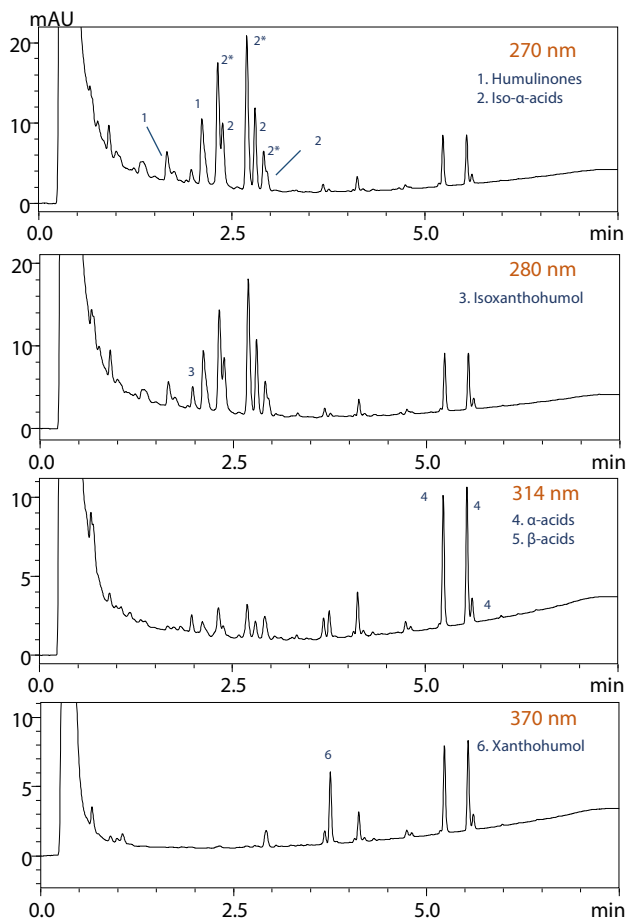 mAU
20
10
0
270 nm
1. Humulinones
2. Iso-α-acids
1
1
2*
2
2*
2
2*
2
0.0
2.5
5.0
min
20
10
0
280 nm
3. Isoxanthohumol
3
0.0
2.5
5.0
min
10
5
0
314 nm
4. α-acids
5. β-acids
4
4
4
0.0
2.5
5.0
min
10
5
0
370 nm
6. Xanthohumol
6
0.0
2.5
5.0
min